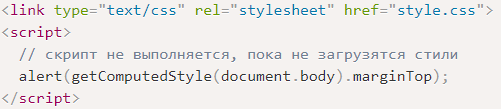 <link type="text/css" rel="stylesheet" href="style.css">
<script>
  // скрипт не выполняется, пока не загрузятся стили
  alert(getComputedStyle(document.body).marginTop);
</script>